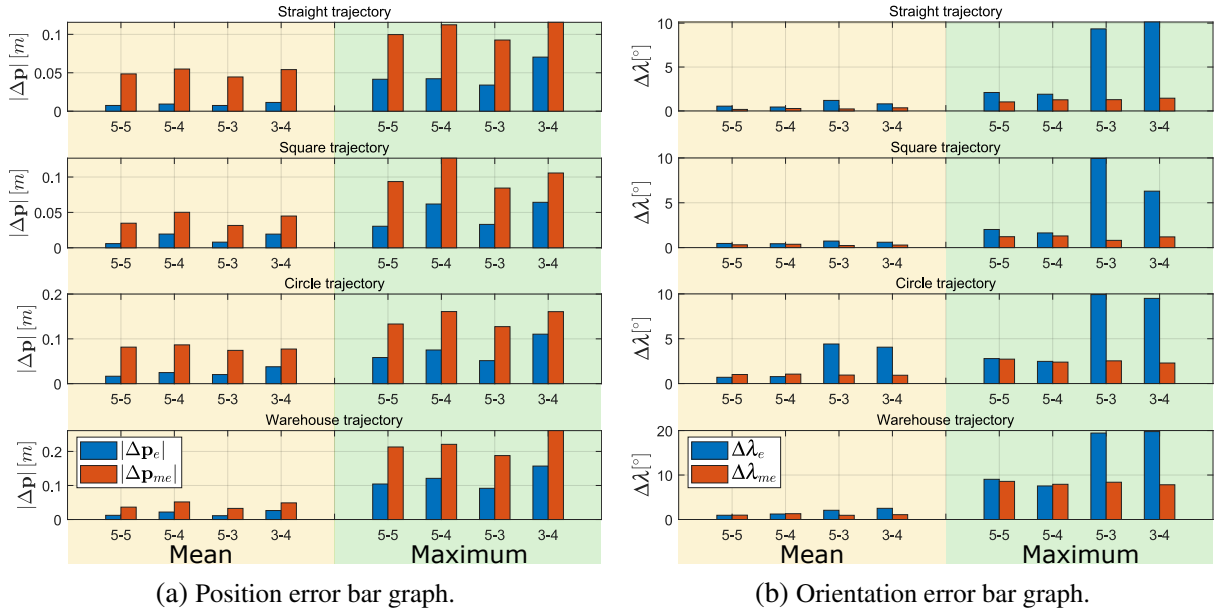 Straight trajectory
|Δp| [m]
0.1
0.05
0
5-5 5-4 5-3 3-4 5-5 5-4 5-3 3-4
Square trajectory
|Δp| [m]
0.1
0.05
0
5-5 5-4 5-3 3-4 5-5 5-4 5-3 3-4
Circle trajectory
|Δp| [m]
0.2
0.1
0
5-5 5-4 5-3 3-4 5-5 5-4 5-3 3-4
Warehouse trajectory
|Δp| [m]
0.2
0.1
0
|Δp_e|
|Δp_me|
5-5 5-4 5-3 3-4 5-5 5-4 5-3 3-4
Mean Maximum
(a) Position error bar graph.
Straight trajectory
Δλ[°]
10
5
0
5-5 5-4 5-3 3-4 5-5 5-4 5-3 3-4
Square trajectory
Δλ[°]
10
5
0
5-5 5-4 5-3 3-4 5-5 5-4 5-3 3-4
Circle trajectory
Δλ[°]
10
5
0
5-5 5-4 5-3 3-4 5-5 5-4 5-3 3-4
Warehouse trajectory
Δλ[°]
20
10
0
Δλ_e
Δλ_me
5-5 5-4 5-3 3-4 5-5 5-4 5-3 3-4
Mean Maximum
(b) Orientation error bar graph.